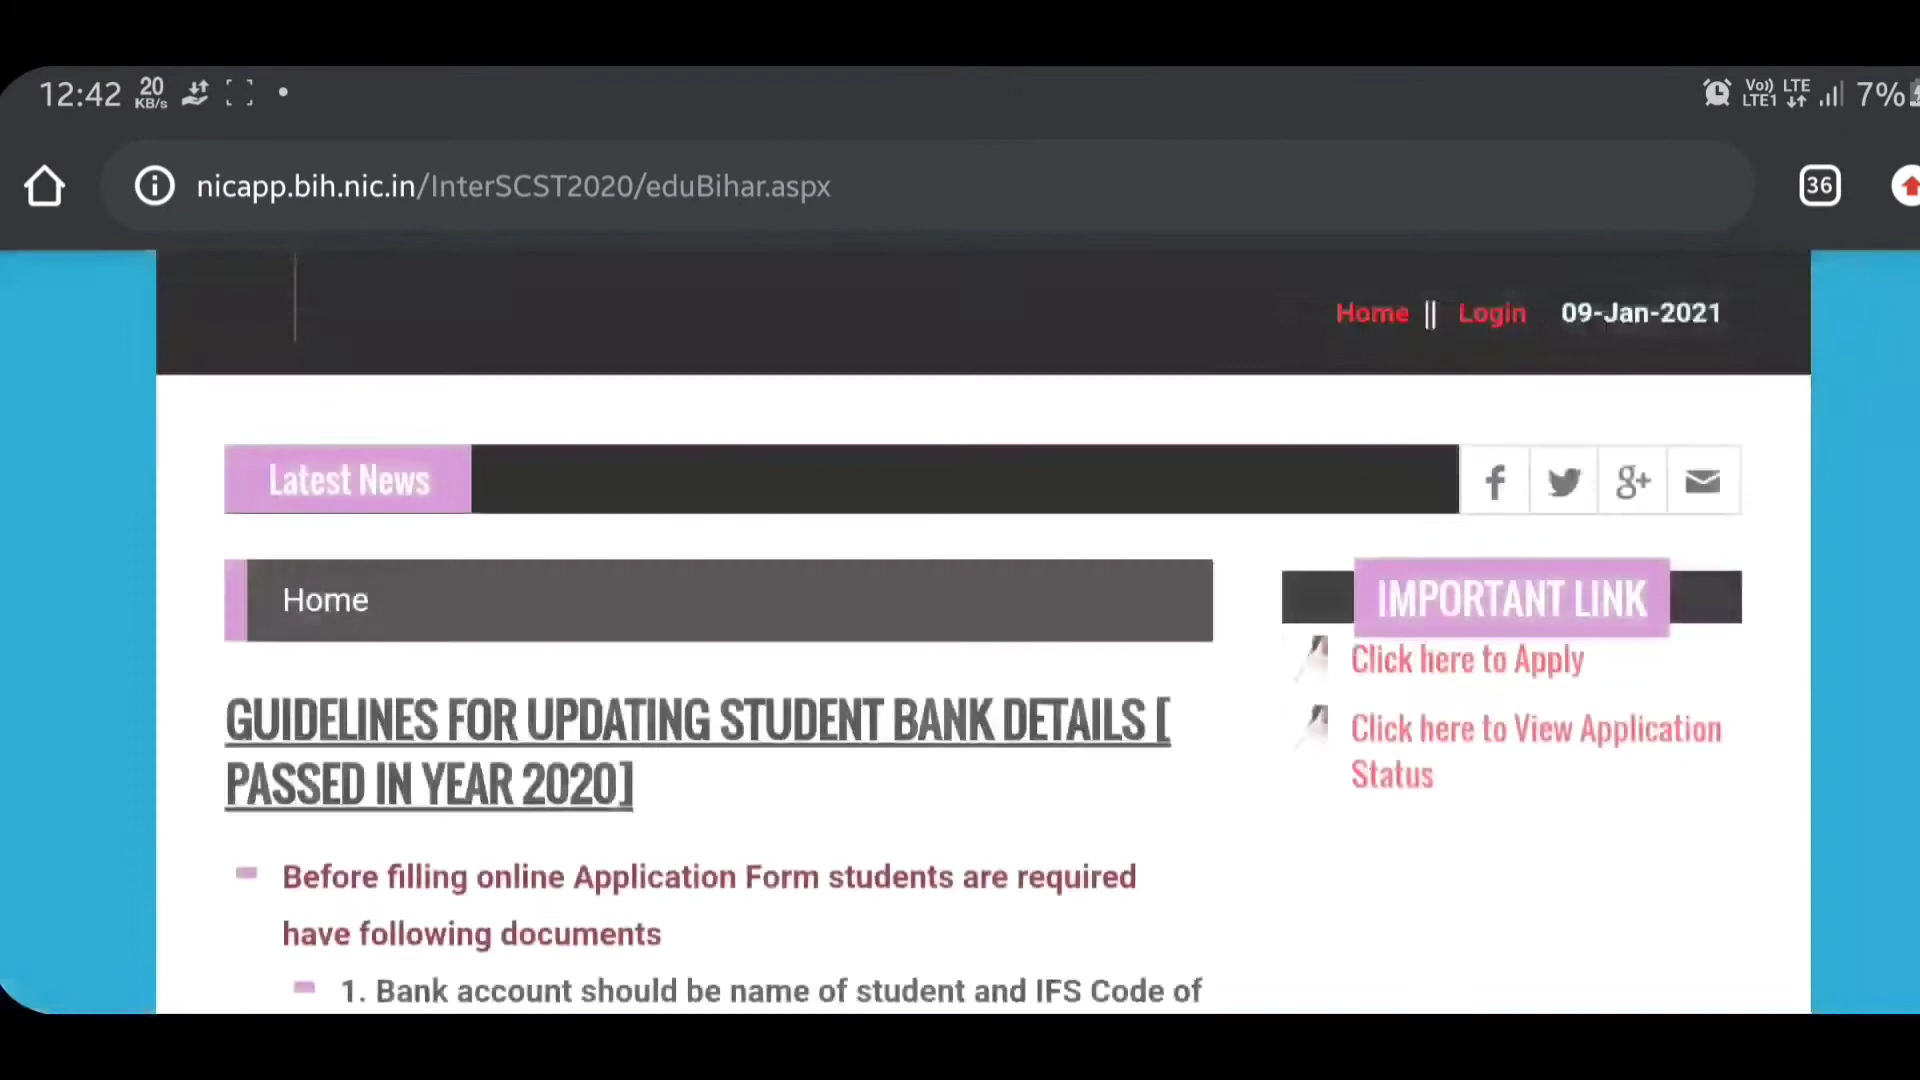 12:42 20 KB/s Vo)) LTE1 LTE 7%
nicapp.bih.nic.in/InterSCST2020/eduBihar.aspx 36
Home || Login 09-Jan-2021
Latest News
Home
IMPORTANT LINK
Click here to Apply
Click here to View Application
Status
GUIDELINES FOR UPDATING STUDENT BANK DETAILS [
PASSED IN YEAR 2020]
Before filling online Application Form students are required
have following documents
1. Bank account should be name of student and IFS Code of